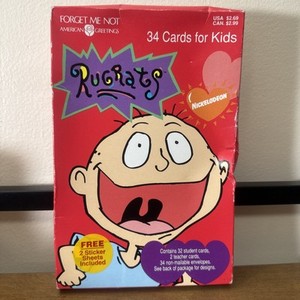 FORGET ME NOT
AMERICAN GREETINGS
USA $2.69
CAN. $2.99
34 Cards for Kids
RUGRATS
NICKELODEON
FREE
2 Sticker
Sheets
Included
Contains 32 student cards,
2 teacher cards,
34 non-mailable envelopes.
See back of package for designs.